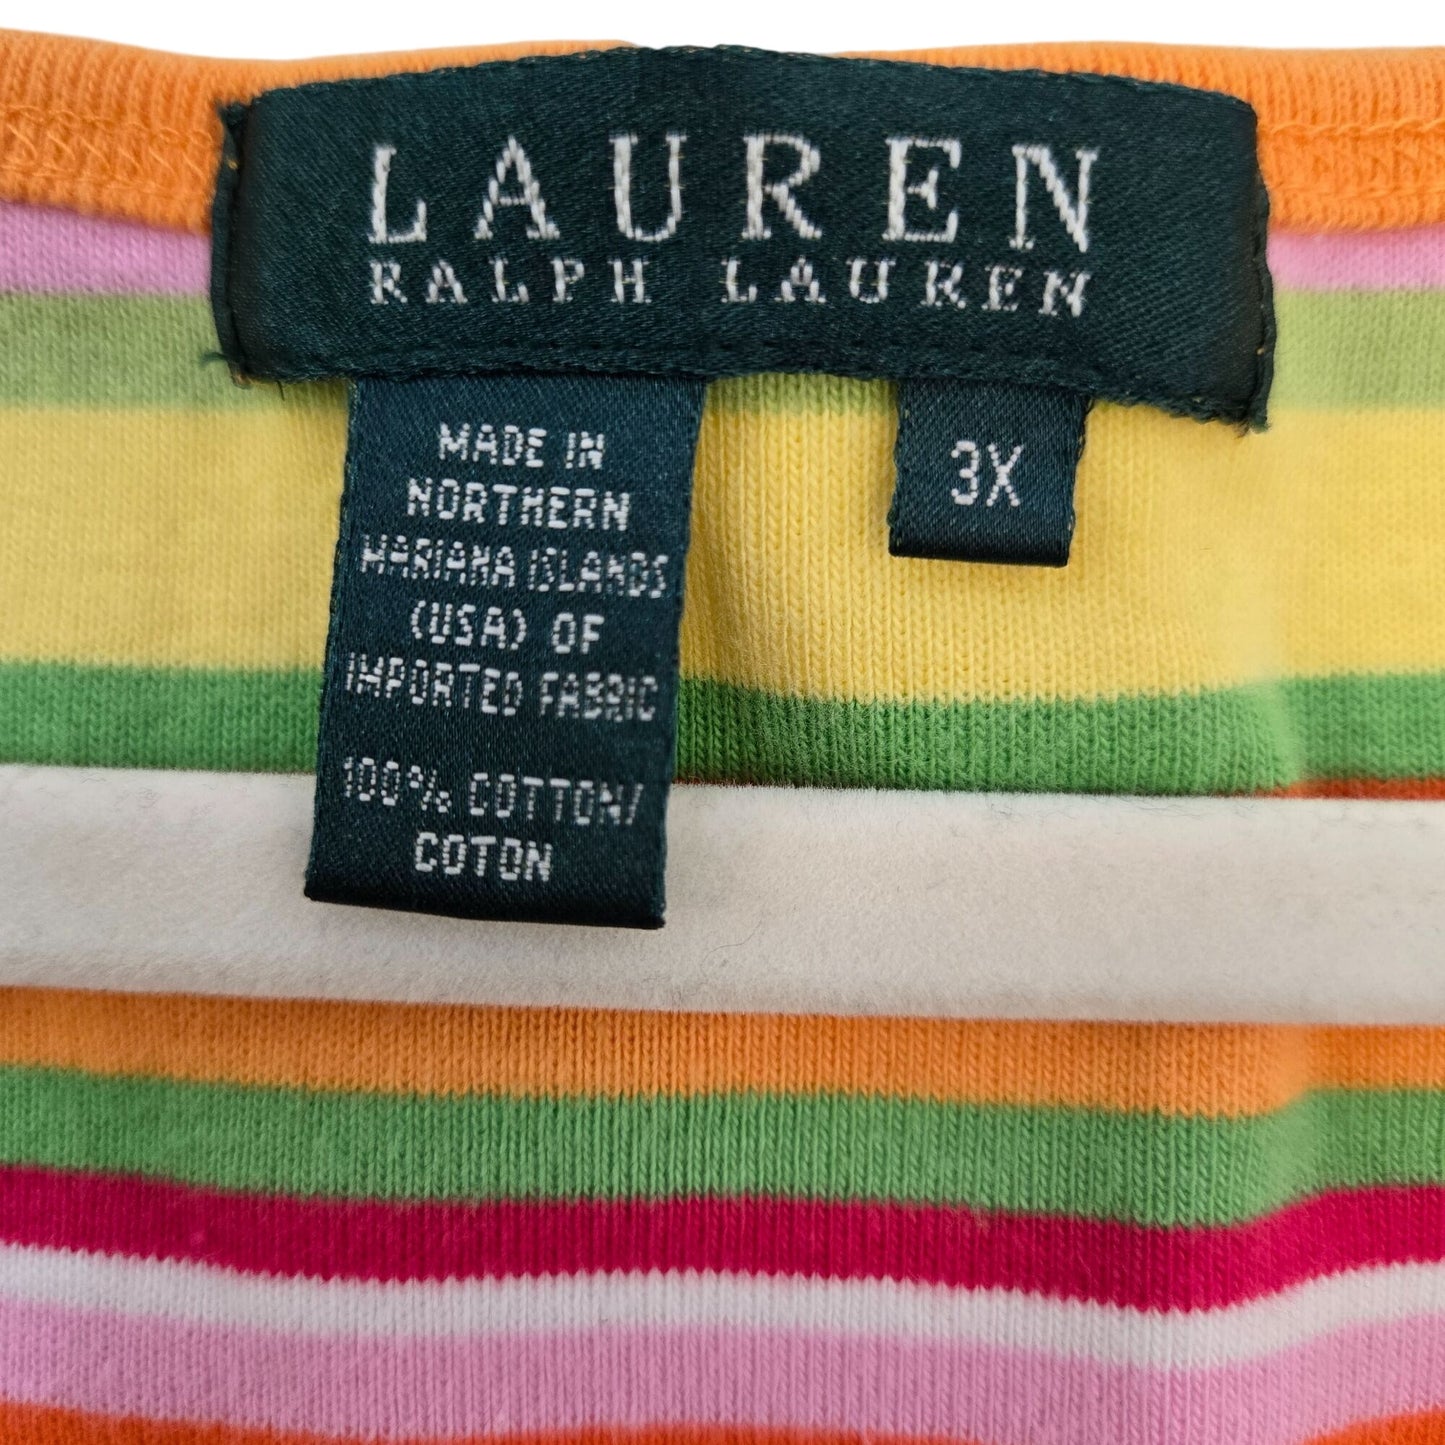 LAUREN
RALPH LAUREN
MADE IN
NORTHERN
MARIANA ISLANDS
(USA) OF
IMPORTED FABRIC
100% COTTON/
COTON
3X